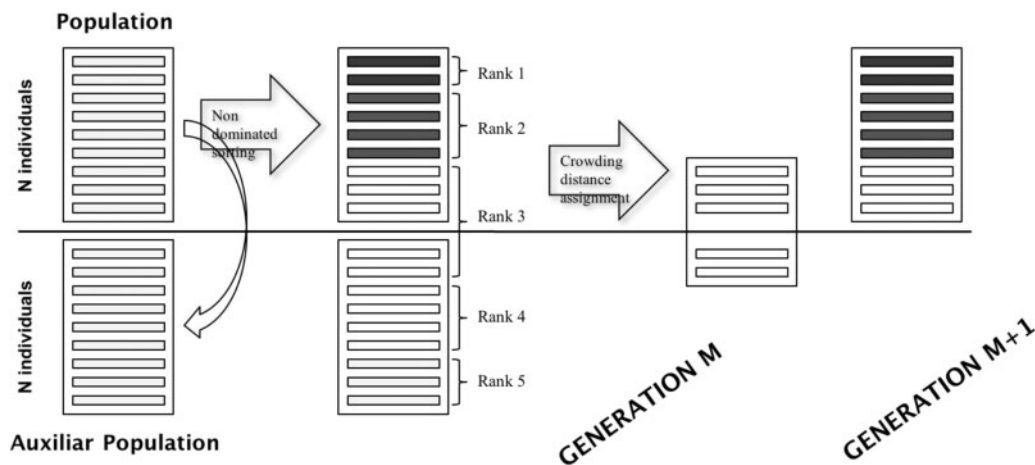 Population
N individuals
Non
dominated
sorting
Rank 1
Rank 2
Rank 3
Rank 4
Rank 5
Crowding
distance
assignment
N individuals
Auxiliar Population
GENERATION M
GENERATION M+1